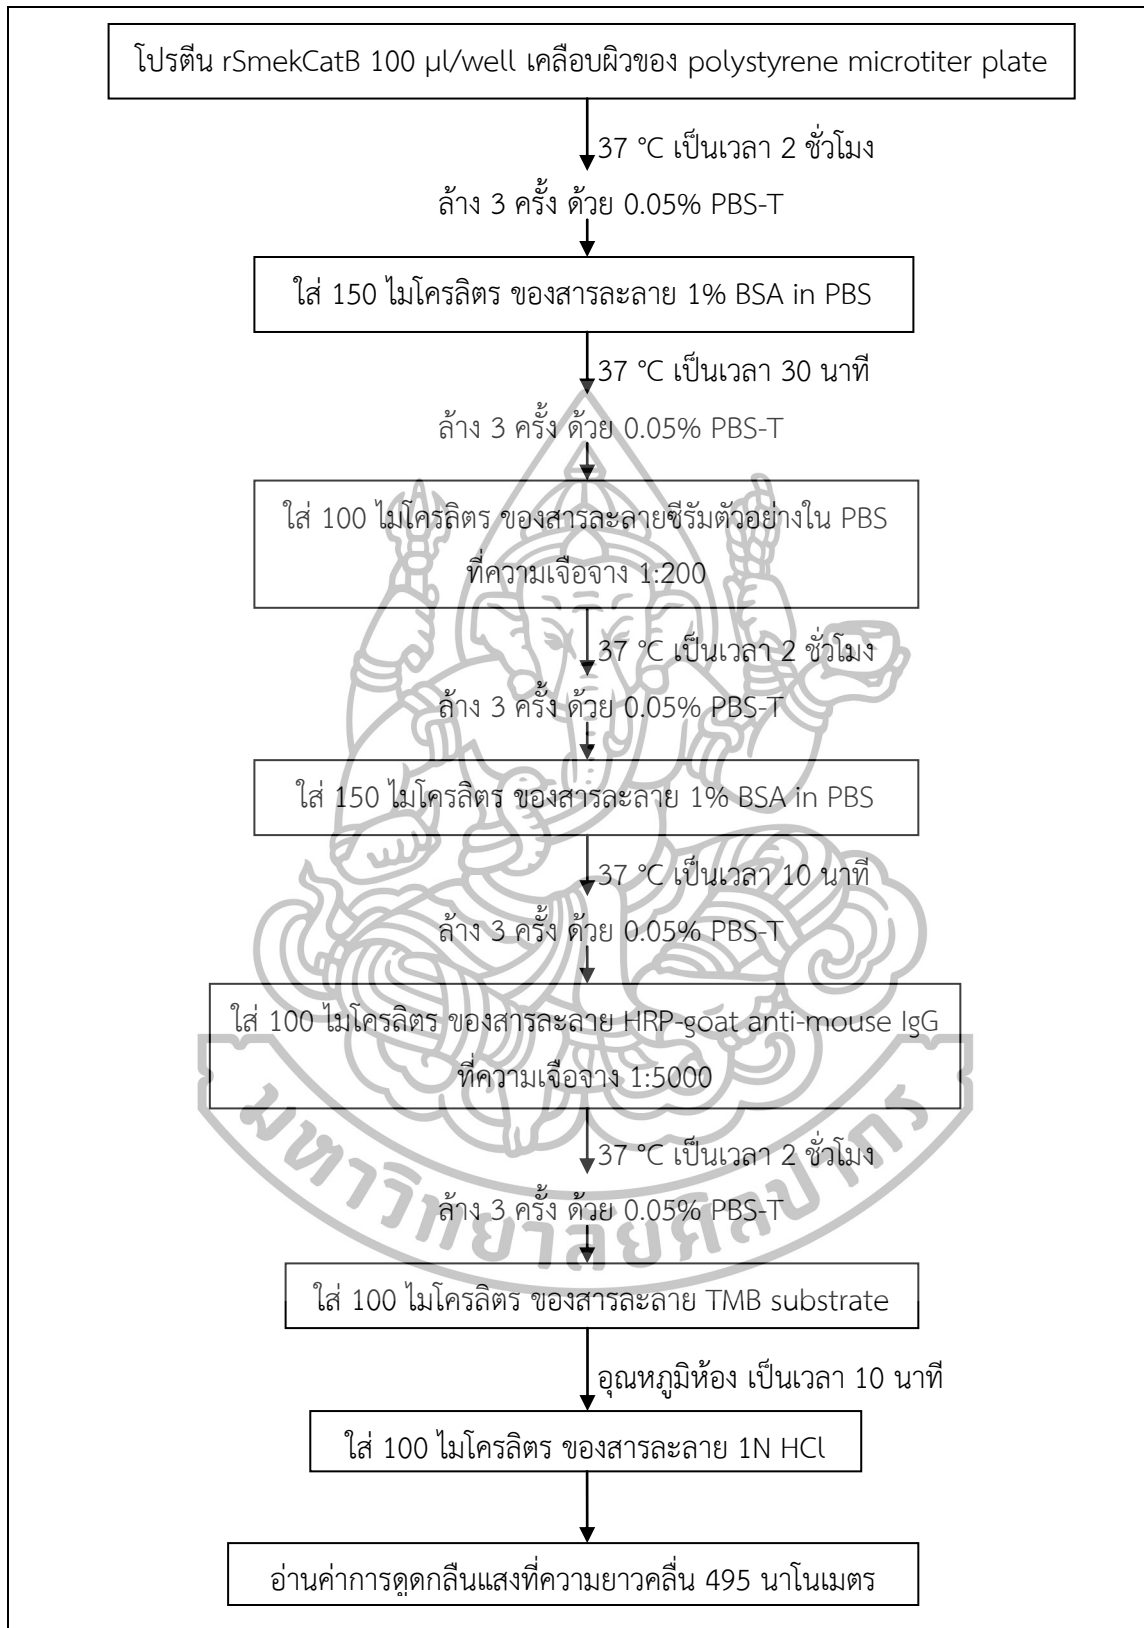 โปรตีน rSmekCatB 100 µl/well เคลือบผิวของ polystyrene microtiter plate
37 °C เป็นเวลา 2 ชั่วโมง
ล้าง 3 ครั้ง ด้วย 0.05% PBS-T
ใส่ 150 ไมโครลิตร ของสารละลาย 1% BSA in PBS
37 °C เป็นเวลา 30 นาที
ล้าง 3 ครั้ง ด้วย 0.05% PBS-T
ใส่ 100 ไมโครลิตร ของสารละลายซีรัมตัวอย่างใน PBS
ที่ความเจือจาง 1:200
37 °C เป็นเวลา 2 ชั่วโมง
ล้าง 3 ครั้ง ด้วย 0.05% PBS-T
ใส่ 150 ไมโครลิตร ของสารละลาย 1% BSA in PBS
37 °C เป็นเวลา 10 นาที
ล้าง 3 ครั้ง ด้วย 0.05% PBS-T
ใส่ 100 ไมโครลิตร ของสารละลาย HRP-goat anti-mouse IgG
ที่ความเจือจาง 1:5000
37 °C เป็นเวลา 2 ชั่วโมง
ล้าง 3 ครั้ง ด้วย 0.05% PBS-T
มหาวิทยาลัยศิลปากร
ใส่ 100 ไมโครลิตร ของสารละลาย TMB substrate
อุณหภูมิห้อง เป็นเวลา 10 นาที
ใส่ 100 ไมโครลิตร ของสารละลาย 1N HCl
อ่านค่าการดูดกลืนแสงที่ความยาวคลื่น 495 นาโนเมตร